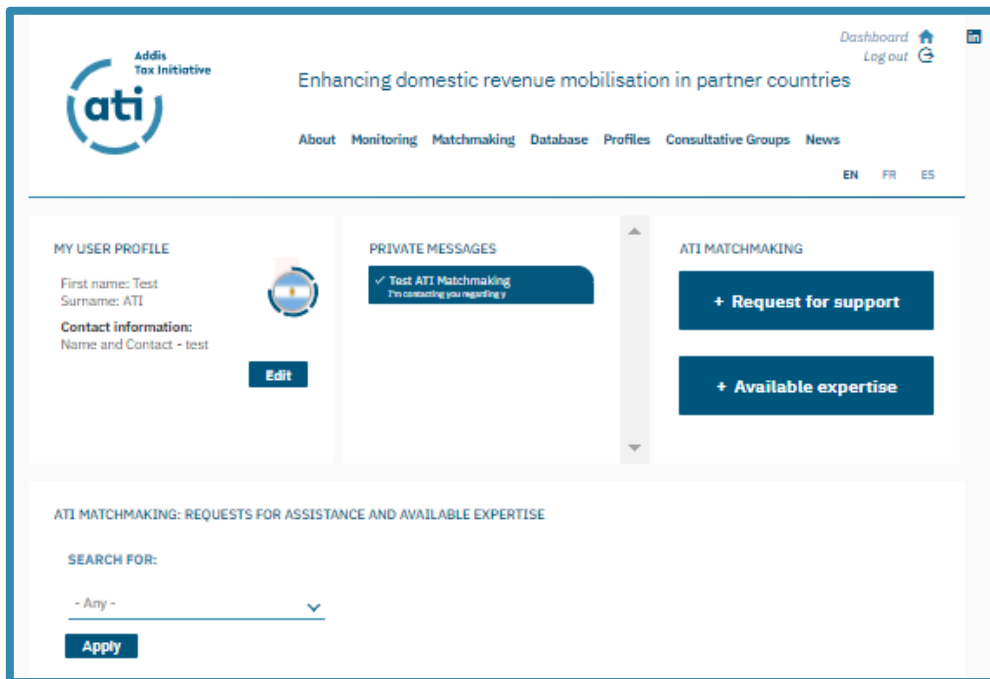 Addis
Tax Initiative
ati
Dashboard
Log out
Enhancing domestic revenue mobilisation in partner countries
About Monitoring Matchmaking Database Profiles Consultative Groups News
EN FR ES
MY USER PROFILE
First name: Test
Surname: ATI
Contact information:
Name and Contact - test
Edit
PRIVATE MESSAGES
✓ Test ATI Matchmaking
I'm contacting you regarding y
ATI MATCHMAKING
+ Request for support
+ Available expertise
ATI MATCHMAKING: REQUESTS FOR ASSISTANCE AND AVAILABLE EXPERTISE
SEARCH FOR:
- Any -
Apply